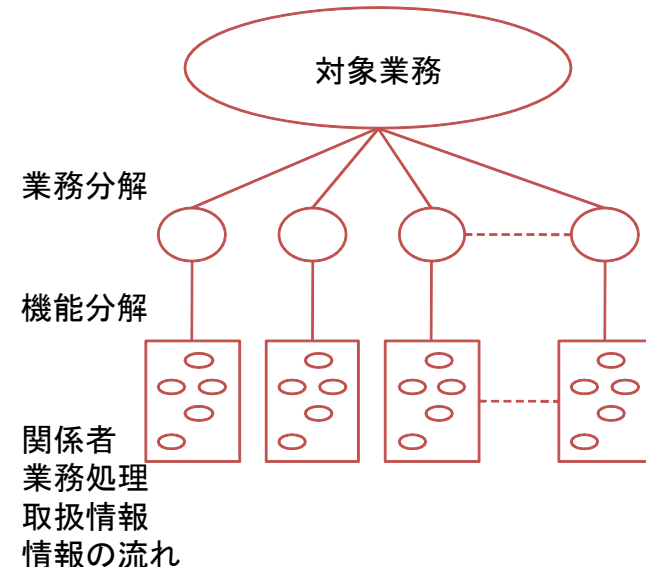 対象業務
業務分解
機能分解
関係者
業務処理
取扱情報
情報の流れ